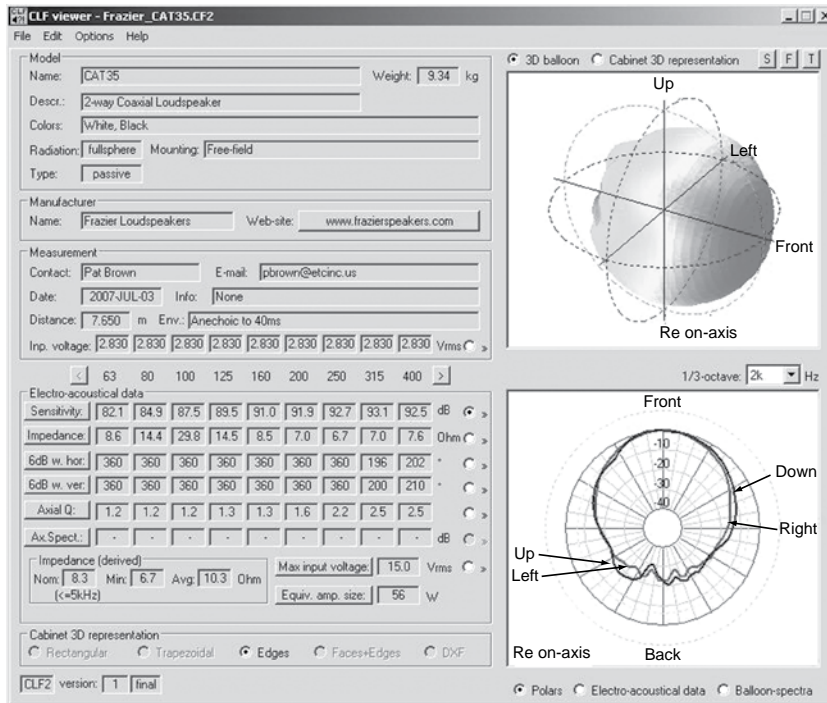 CLF viewer - Frazier_CAT35.CF2
File Edit Options Help
Model
Name: CAT35 Weight: 9.34 kg
Descr.: 2-way Coaxial Loudspeaker
Colors: White, Black
Radiation: fullsphere Mounting: Free-field
Type: passive
Manufacturer
Name: Frazier Loudspeakers Web-site: www.frazierspeakers.com
Measurement
Contact: Pat Brown E-mail: pbrown@etcinc.us
Date: 2007-JUL-03 Info: None
Distance: 7.650 m Env.: Anechoic to 40ms
Inp. voltage: 2.830 2.830 2.830 2.830 2.830 2.830 2.830 2.830 2.830 Vrms »
< 63 80 100 125 160 200 250 315 400 >
Electro-acoustical data
Sensitivity: 82.1 84.9 87.5 89.5 91.0 91.9 92.7 93.1 92.5 dB »
Impedance: 8.6 14.4 29.8 14.5 8.5 7.0 6.7 7.0 7.6 Ohm »
6dB w. hor: 360 360 360 360 360 360 360 196 202 ° »
6dB w. ver: 360 360 360 360 360 360 360 200 210 ° »
Axial Q: 1.2 1.2 1.2 1.3 1.3 1.6 2.2 2.5 2.5 »
Ax.Spect.: - - - - - - - - - dB »
Impedance (derived)
Nom: 8.3 Min: 6.7 Avg: 10.3 Ohm
(<=5kHz)
Max input voltage: 15.0 Vrms »
Equiv. amp. size: 56 W
Cabinet 3D representation
Rectangular Trapezoidal Edges Faces+Edges DXF
CLF2 version: 1 final
3D balloon Cabinet 3D representation S F T
Up
Left
Front
Re on-axis
1/3-octave: 2k Hz
Front
-10
-20
-30
-40
Down
Right
Up
Left
Re on-axis Back
Polars Electro-acoustical data Balloon-spectra